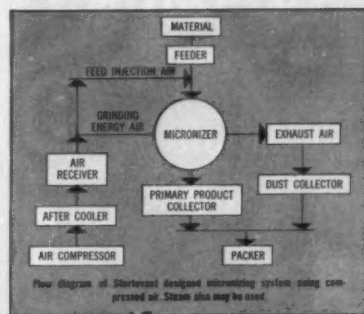 MATERIAL
FEEDER
FEED INJECTION AIR
GRINDING
ENERGY AIR
MICRONIZER
EXHAUST AIR
AIR
RECEIVER
PRIMARY PRODUCT
COLLECTOR
DUST COLLECTOR
AFTER COOLER
AIR COMPRESSOR
PACKER
Flow diagram of Sturtevant designed micronizing system using com-
pressed air. Steam also may be used.